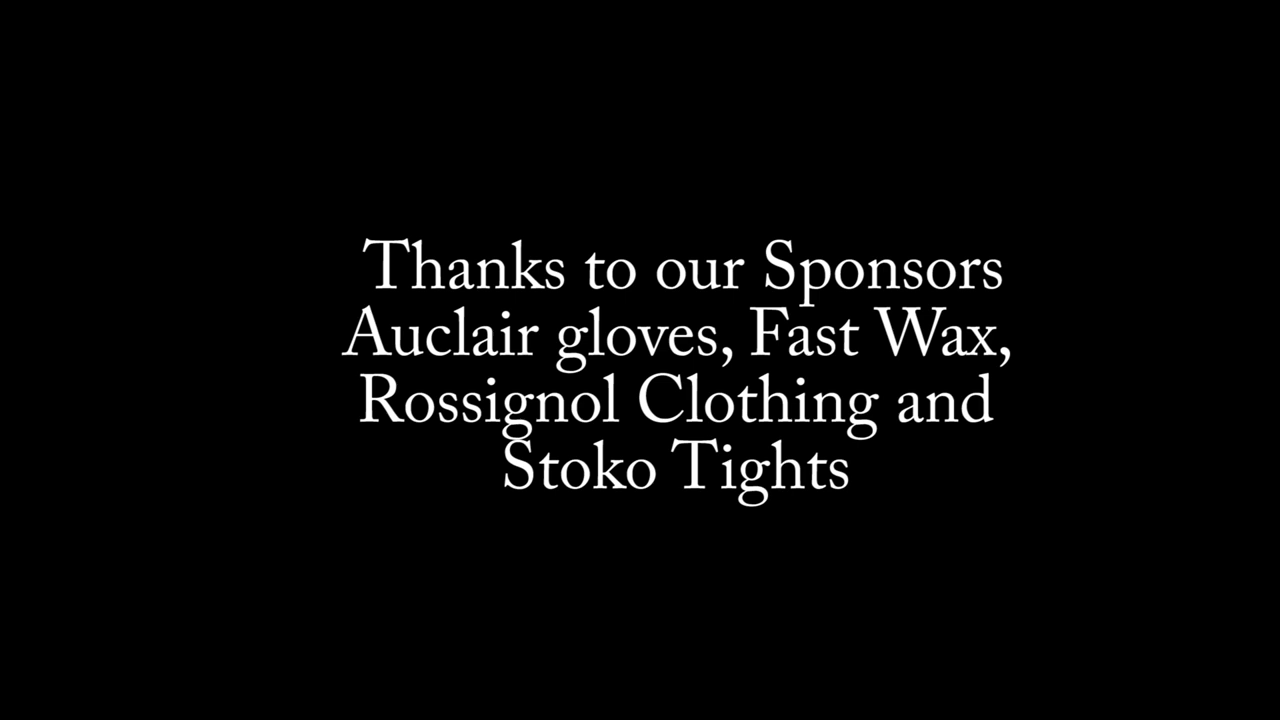 Thanks to our Sponsors
Auclair gloves, Fast Wax,
Rossignol Clothing and
Stoko Tights